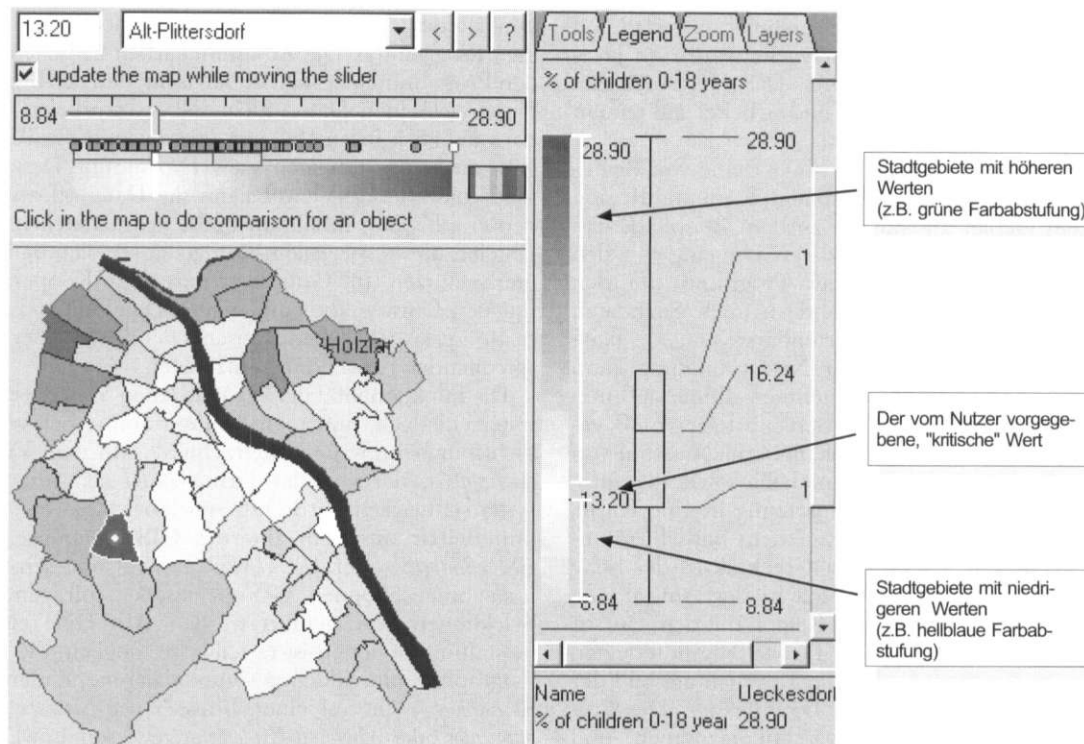 13.20
Alt-Plittersdorf
< > ?
update the map while moving the slider
8.84
28.90
Click in the map to do comparison for an object
Holzlar
Tools Legend Zoom Layers
% of children 0-18 years
28.90
28.90
1
16.24
13.20
1
8.84
8.84
Name Ueckesdorf
% of children 0-18 year 28.90
Stadtgebiete mit höheren
Werten
(z.B. grüne Farbabstufung)
Der vom Nutzer vorgege-
bene, "kritische" Wert
Stadtgebiete mit niedri-
geren Werten
(z.B. hellblaue Farbab-
stufung)